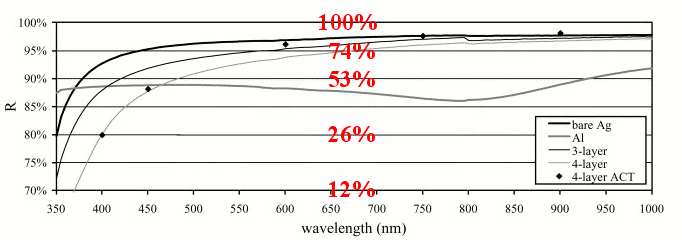 100% 100%
95% 74%
90% 53%
85%
80% 26%
75%
70% 12%
R
bare Ag
Al
3-layer
4-layer
4-layer ACT
350 400 450 500 550 600 650 700 750 800 850 900 950 1000
wavelength (nm)